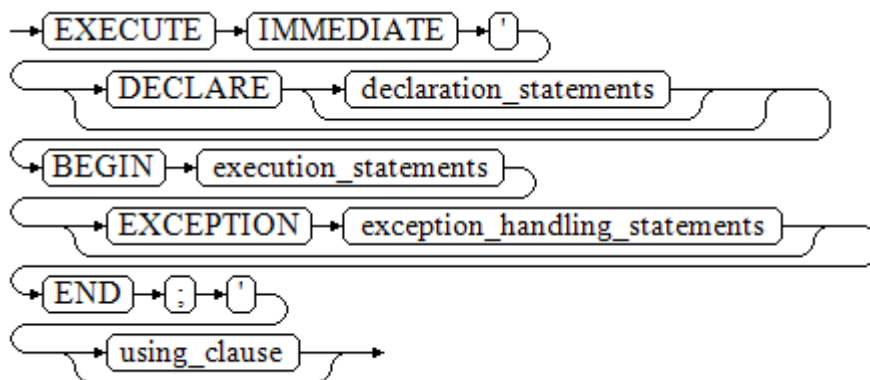 EXECUTE IMMEDIATE '
DECLARE declaration_statements
BEGIN execution_statements
EXCEPTION exception_handling_statements
END ; '
using_clause